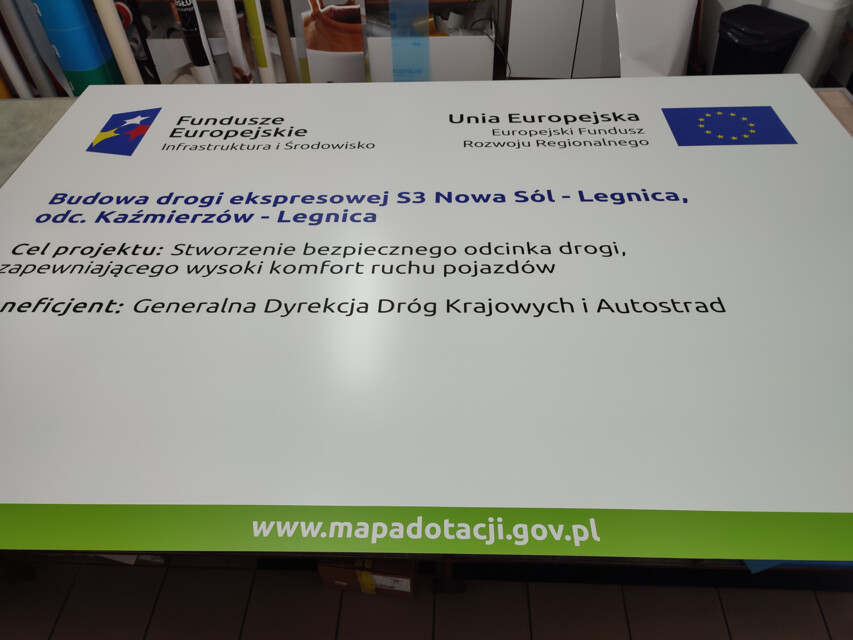 Fundusze
Europejskie
Infrastruktura i Środowisko
Unia Europejska
Europejski Fundusz
Rozwoju Regionalnego
Budowa drogi ekspresowej S3 Nowa Sól - Legnica,
odc. Kaźmierzów - Legnica
Cel projektu: Stworzenie bezpiecznego odcinka drogi,
zapewniającego wysoki komfort ruchu pojazdów
neficjent: Generalna Dyrekcja Dróg Krajowych i Autostrad
www.mapadotacji.gov.pl